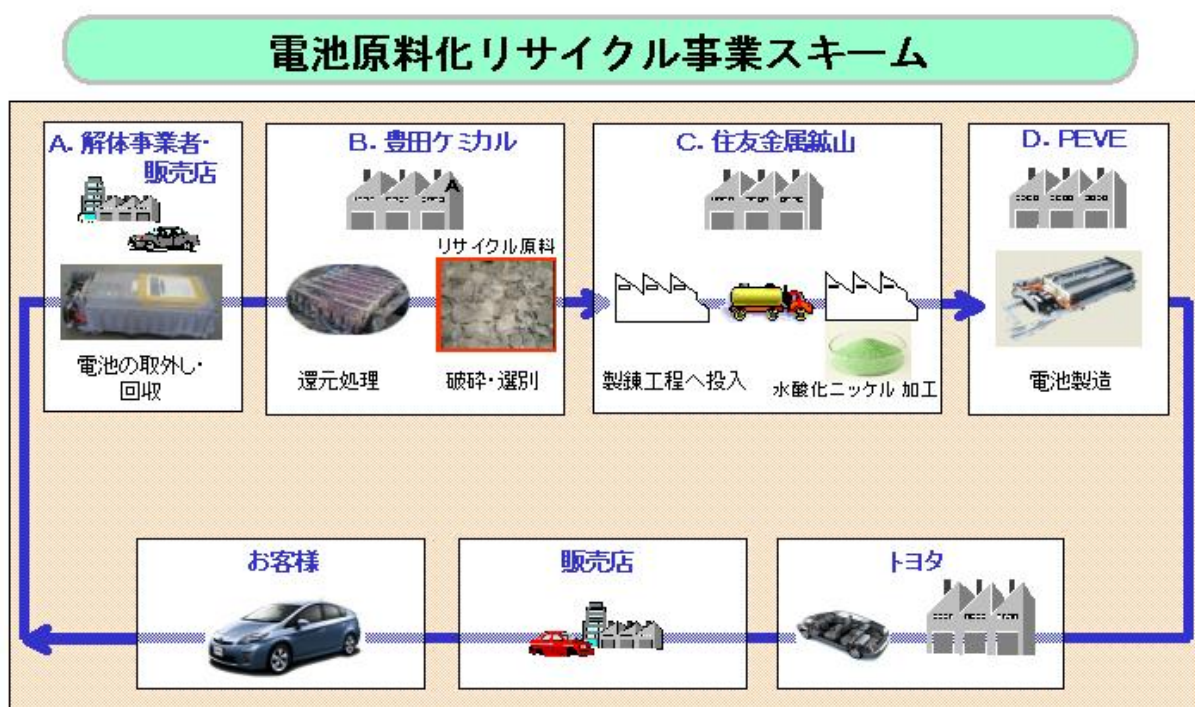 電池原料化リサイクル事業スキーム
A. 解体事業者・
販売店
電池の取外し・
回収
B. 豊田ケミカル
A
リサイクル原料
還元処理
破砕・選別
C. 住友金属鉱山
製錬工程へ投入
水酸化ニッケル 加工
D. PEVE
電池製造
お客様
販売店
トヨタ